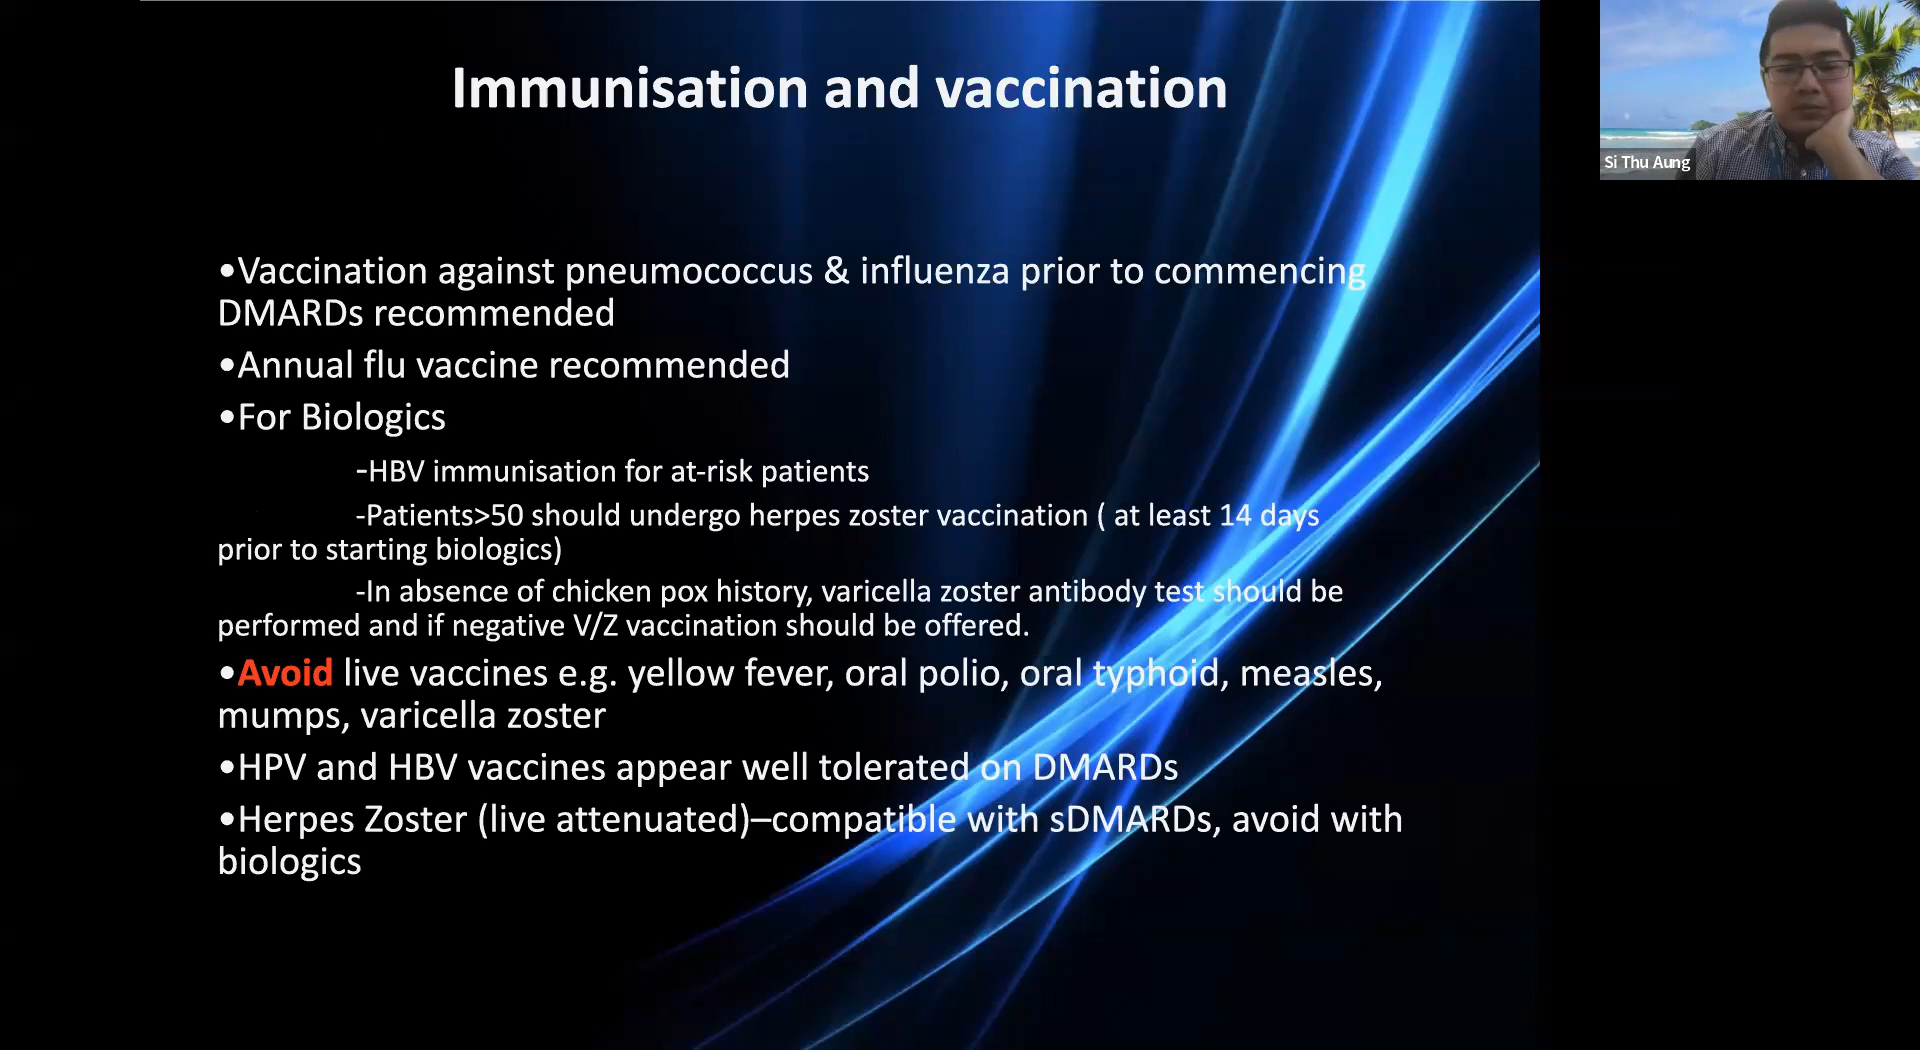 Immunisation and vaccination
Si Thu Aung
•Vaccination against pneumococcus & influenza prior to commencing
DMARDs recommended
•Annual flu vaccine recommended
•For Biologics
-HBV immunisation for at-risk patients
-Patients>50 should undergo herpes zoster vaccination ( at least 14 days
prior to starting biologics)
-In absence of chicken pox history, varicella zoster antibody test should be
performed and if negative V/Z vaccination should be offered.
•Avoid live vaccines e.g. yellow fever, oral polio, oral typhoid, measles,
mumps, varicella zoster
•HPV and HBV vaccines appear well tolerated on DMARDs
•Herpes Zoster (live attenuated)–compatible with sDMARDs, avoid with
biologics